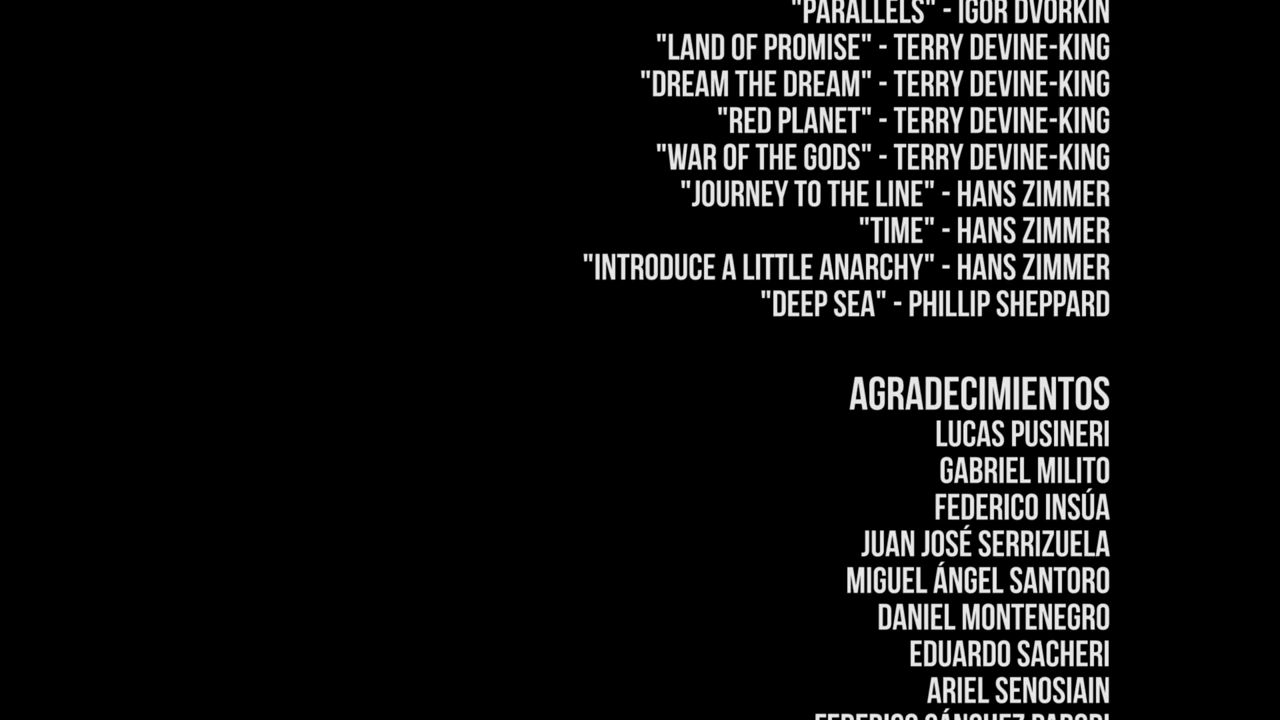 "PARALLELS" - IGOR DVORKIN
"LAND OF PROMISE" - TERRY DEVINE-KING
"DREAM THE DREAM" - TERRY DEVINE-KING
"RED PLANET" - TERRY DEVINE-KING
"WAR OF THE GODS" - TERRY DEVINE-KING
"JOURNEY TO THE LINE" - HANS ZIMMER
"TIME" - HANS ZIMMER
"INTRODUCE A LITTLE ANARCHY" - HANS ZIMMER
"DEEP SEA" - PHILLIP SHEPPARD
AGRADECIMIENTOS
LUCAS PUSINERI
GABRIEL MILITO
FEDERICO INSÚA
JUAN JOSÉ SERRIZUELA
MIGUEL ÁNGEL SANTORO
DANIEL MONTENEGRO
EDUARDO SACHERI
ARIEL SENOSIAIN
FEDERICO SÁNCHEZ